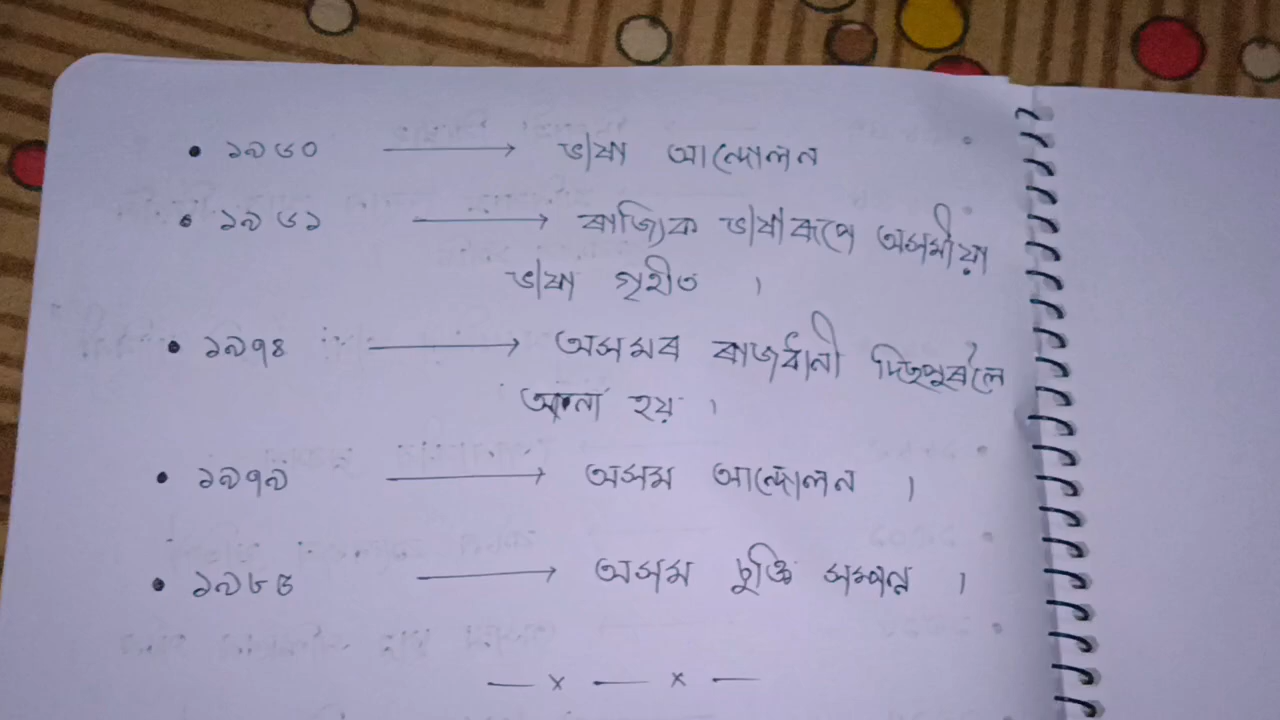 • ১৯৬০ → ভাষা আন্দোলন
• ১৯৬১ → ৰাজ্যিক ভাষা ৰূপে অসমীয়া
ভাষা গৃহীত ।
• ১৯৭৪ → অসমৰ ৰাজধানী দিছপুৰলৈ
অনা হয় ।
• ১৯৭৯ → অসম আন্দোলন ।
• ১৯৮৫ → অসম চুক্তি সম্পন্ন ।
— x — x —